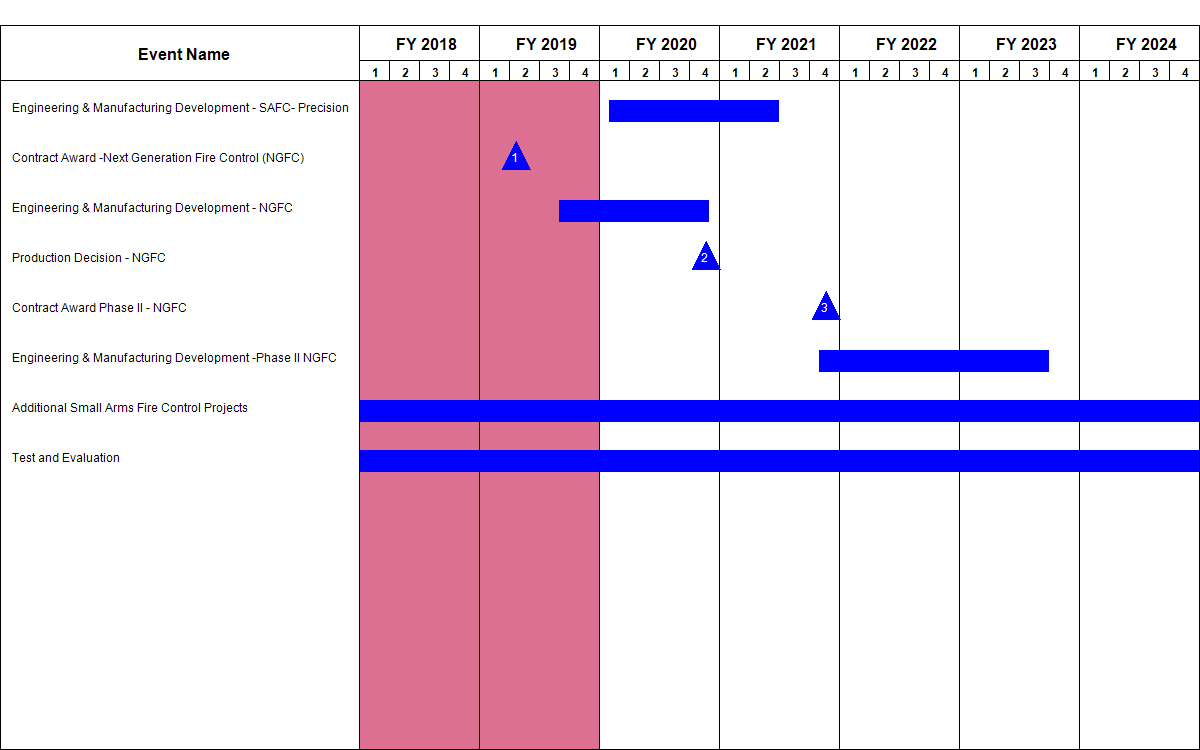 Event Name
FY 2018 FY 2019 FY 2020 FY 2021 FY 2022 FY 2023 FY 2024
1 2 3 4 1 2 3 4 1 2 3 4 1 2 3 4 1 2 3 4 1 2 3 4 1 2 3 4
Engineering & Manufacturing Development - SAFC- Precision
Contract Award -Next Generation Fire Control (NGFC)
1
Engineering & Manufacturing Development - NGFC
Production Decision - NGFC
2
Contract Award Phase II - NGFC
3
Engineering & Manufacturing Development -Phase II NGFC
Additional Small Arms Fire Control Projects
Test and Evaluation